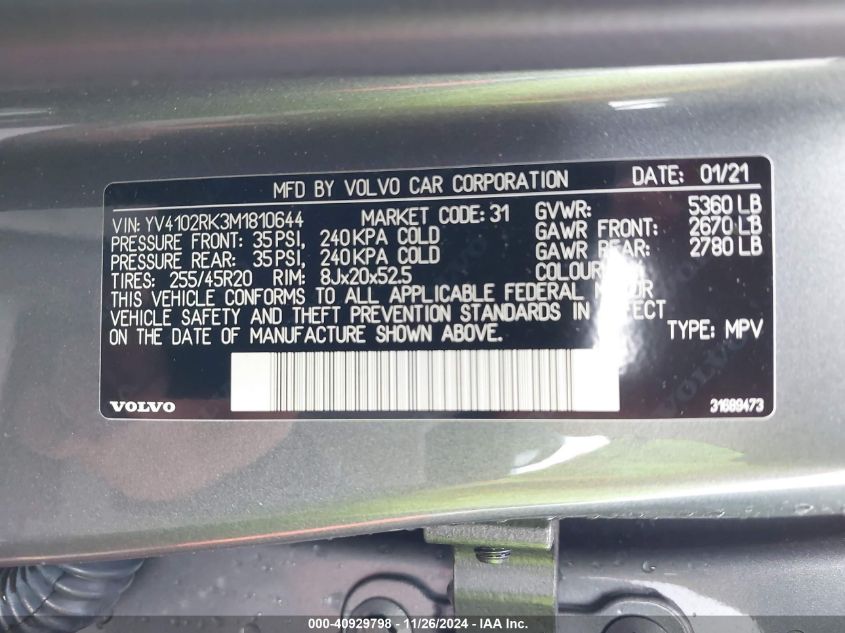 MFD BY VOLVO CAR CORPORATION DATE: 01/21
VIN: YV4102RK3M1810644 MARKET CODE: 31 GVWR: 5360 LB
PRESSURE FRONT: 35 PSI, 240 KPA COLD GAWR FRONT: 2670 LB
PRESSURE REAR: 35 PSI, 240 KPA COLD GAWR REAR: 2780 LB
TIRES: 255/45R20 RIM: 8Jx20x52.5 COLOUR:
THIS VEHICLE CONFORMS TO ALL APPLICABLE FEDERAL MOTOR
VEHICLE SAFETY AND THEFT PREVENTION STANDARDS IN EFFECT
ON THE DATE OF MANUFACTURE SHOWN ABOVE. TYPE: MPV
VOLVO 31689473
000-40929798 - 11/26/2024 - IAA Inc.